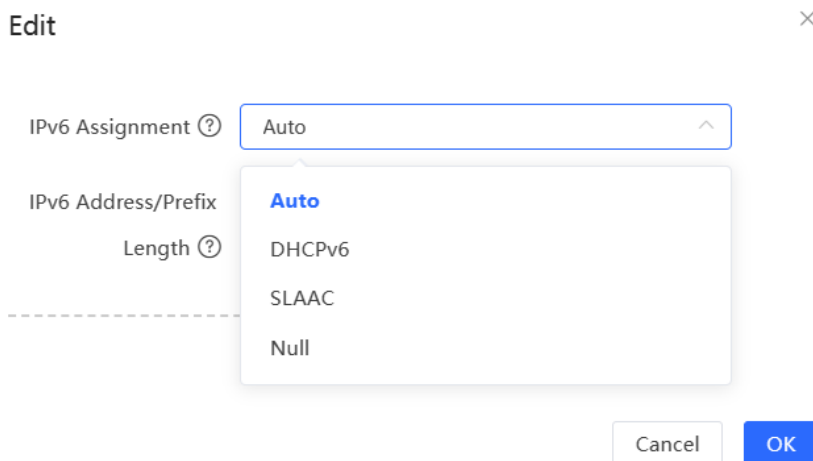 Edit
IPv6 Assignment ?
Auto
IPv6 Address/Prefix
Length ?
Auto
DHCPv6
SLAAC
Null
Cancel
OK